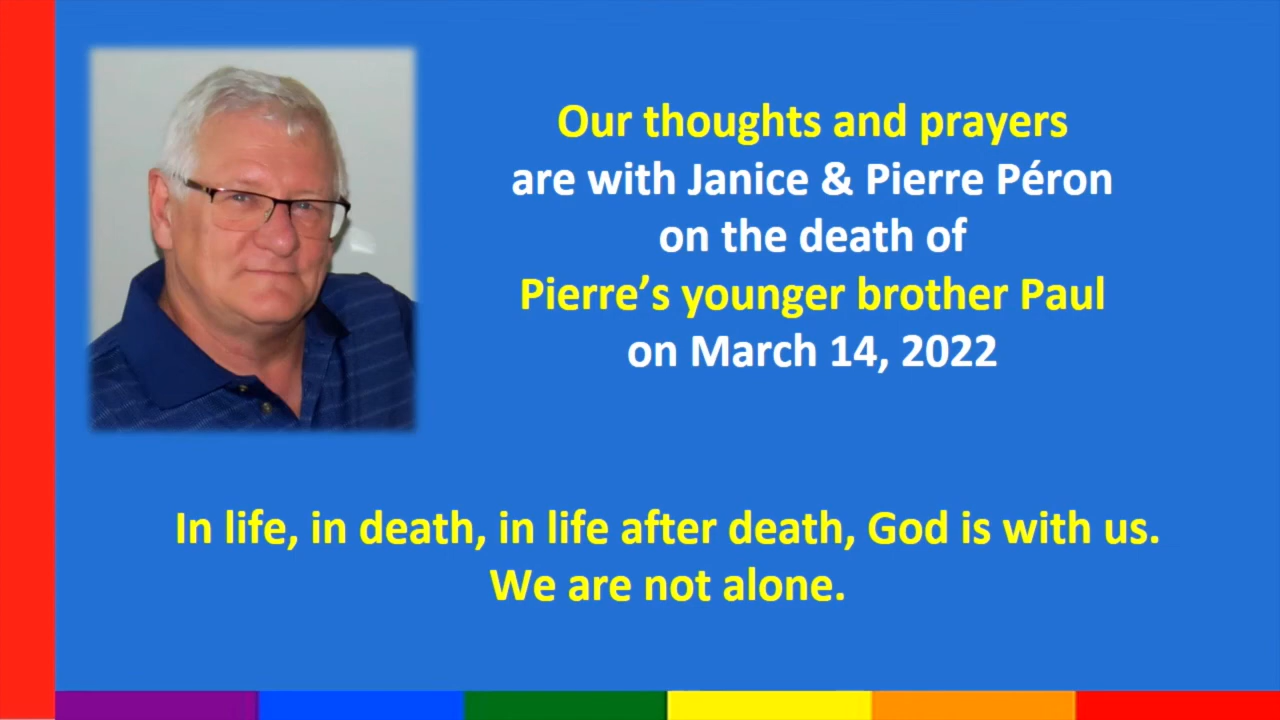 Our thoughts and prayers
are with Janice & Pierre Péron
on the death of
Pierre’s younger brother Paul
on March 14, 2022
In life, in death, in life after death, God is with us.
We are not alone.